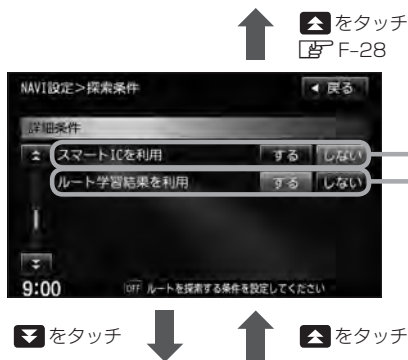 をタッチ
F-28
NAVI設定>探索条件
戻る
詳細条件
スマートICを利用 する しない
ルート学習結果を利用 する しない
9:00 OFF ルートを探索する条件を設定してください
をタッチ をタッチ